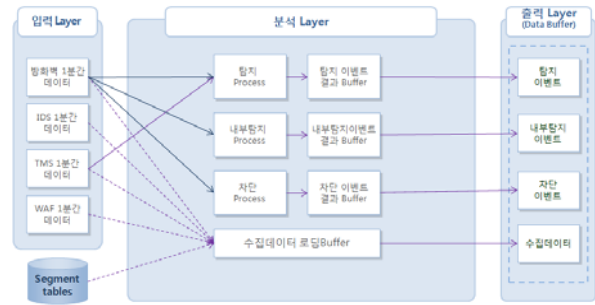 입력 Layer
분석 Layer
출력 Layer
(Data Buffer)
방화벽 1분간
데이터
IDS 1분간
데이터
TMS 1분간
데이터
WAF 1분간
데이터
Segment
tables
탐지
Process
탐지 이벤트
결과 Buffer
내부탐지
Process
내부탐지이벤트
결과 Buffer
차단
Process
차단 이벤트
결과 Buffer
수집데이터 로딩Buffer
탐지
이벤트
내부탐지
이벤트
차단
이벤트
수집데이터